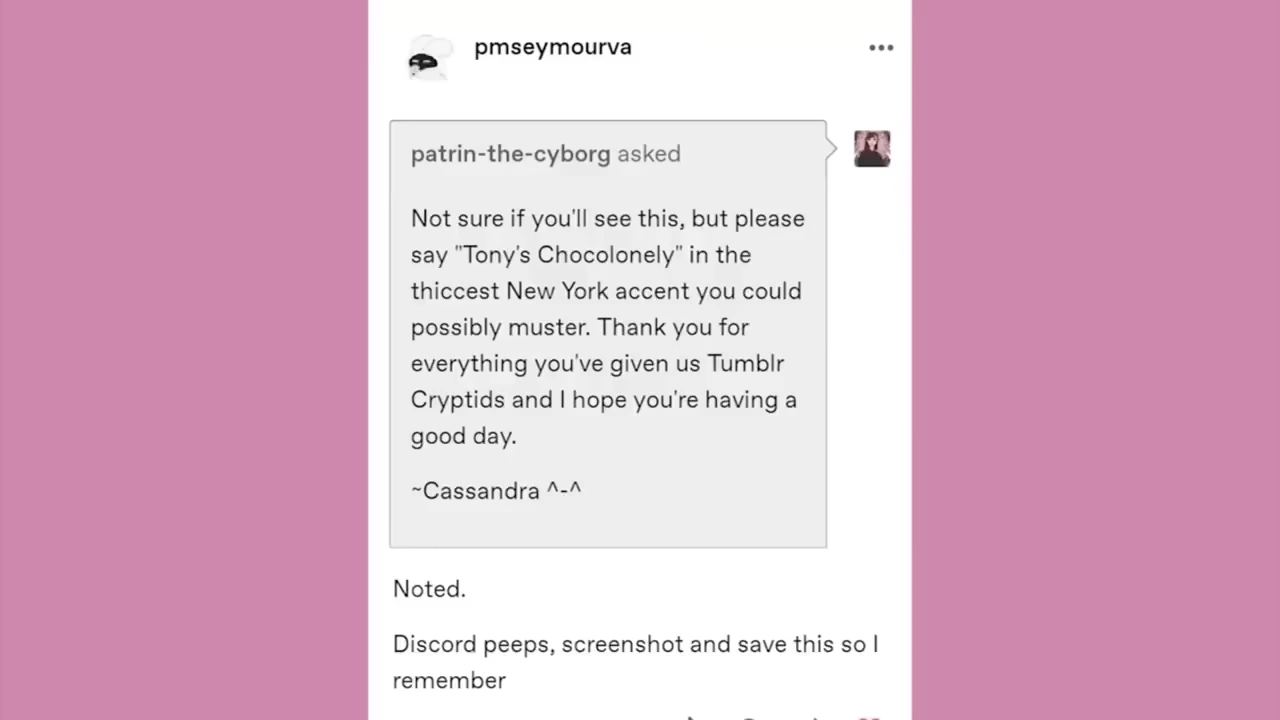 pmseymourva
patrin-the-cyborg asked
Not sure if you'll see this, but please
say "Tony's Chocolonely" in the
thiccest New York accent you could
possibly muster. Thank you for
everything you've given us Tumblr
Cryptids and I hope you're having a
good day.
~Cassandra ^-^
Noted.
Discord peeps, screenshot and save this so I
remember